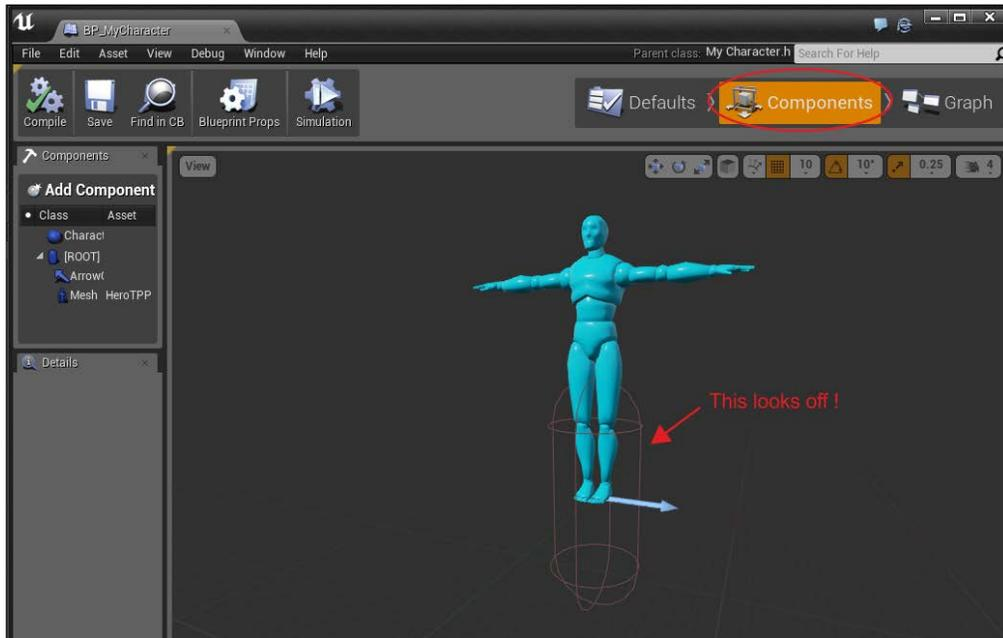 BP_MyCharacter
File Edit Asset View Debug Window Help Parent class: My Character.h Search For Help
Compile Save Find in CB Blueprint Props Simulation Defaults Components Graph
Components
View 10 10° 0.25 4
Add Component
Class Asset
Charact
[ROOT]
Arrow(
Mesh HeroTPP
Details
This looks off !